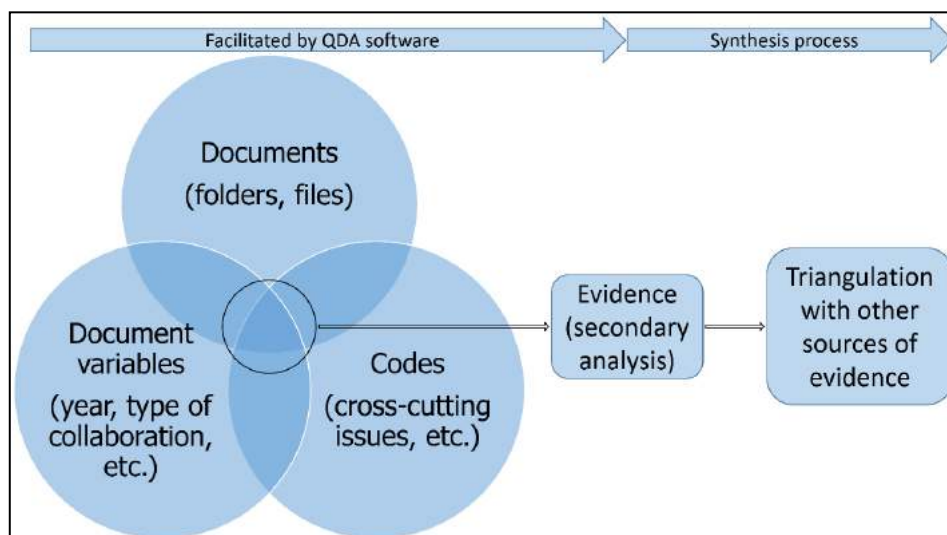 Facilitated by QDA software
Synthesis process
Documents
(folders, files)
Document
variables
(year, type of
collaboration,
etc.)
Codes
(cross-cutting
issues, etc.)
Evidence
(secondary
analysis)
Triangulation
with other
sources of
evidence